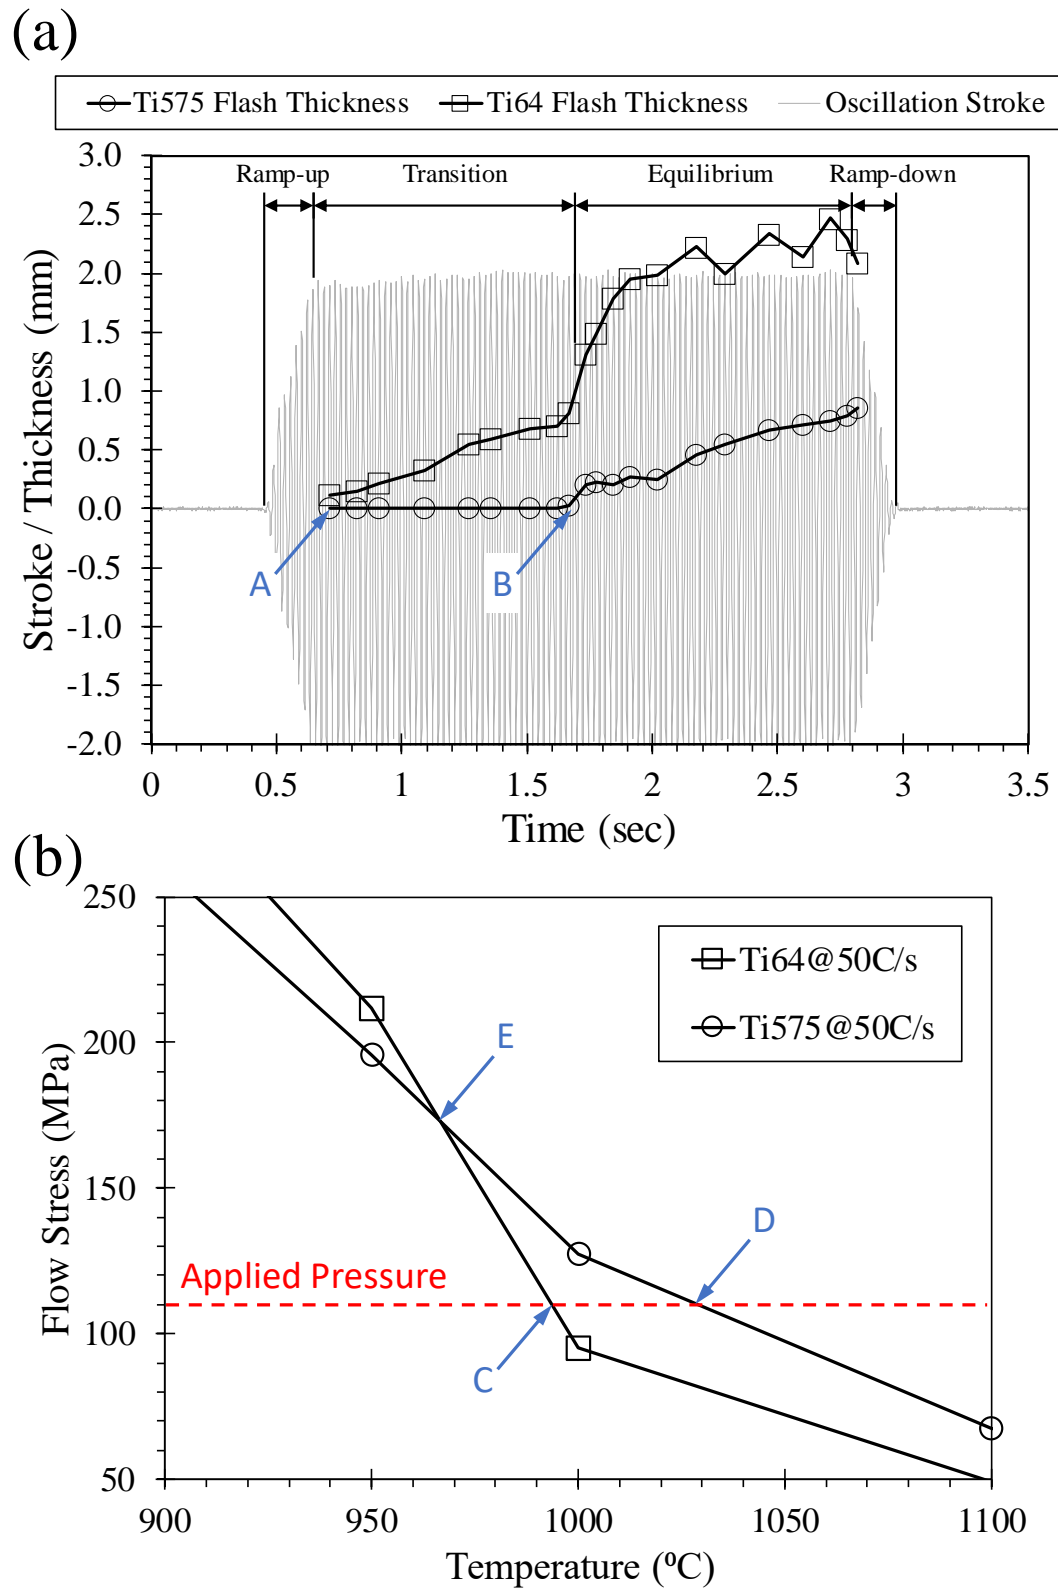 (a)
Ti575 Flash Thickness Ti64 Flash Thickness Oscillation Stroke
Ramp-up Transition Equilibrium Ramp-down
Stroke / Thickness (mm)
3.0
2.5
2.0
1.5
1.0
0.5
0.0
-0.5
-1.0
-1.5
-2.0
A
B
0 0.5 1 1.5 2 2.5 3 3.5
Time (sec)
(b)
Flow Stress (MPa)
250
200
150
100
50
Ti64@50C/s
Ti575@50C/s
E
D
Applied Pressure
C
900 950 1000 1050 1100
Temperature (⁰C)